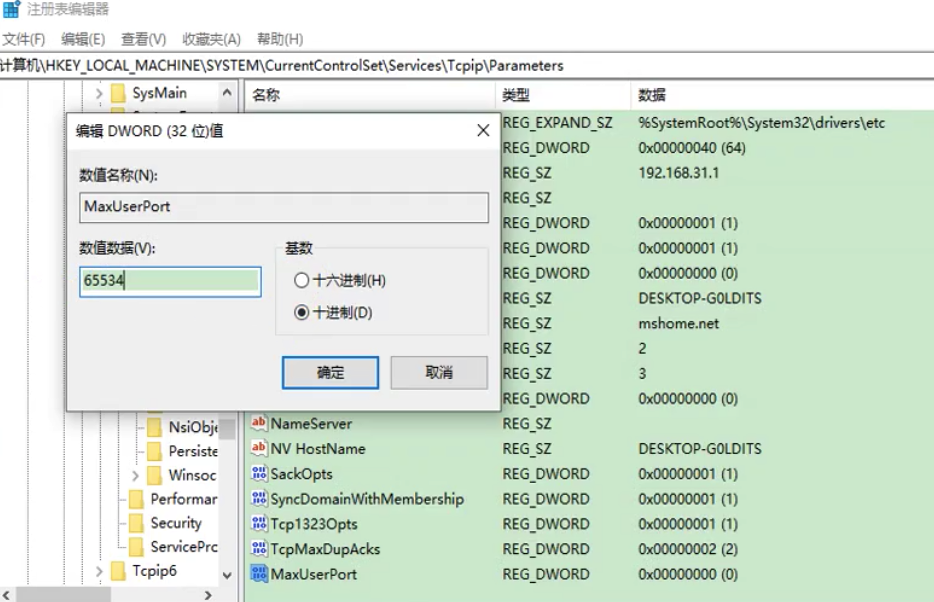 注册表编辑器
文件(F) 编辑(E) 查看(V) 收藏夹(A) 帮助(H)
计算机\HKEY_LOCAL_MACHINE\SYSTEM\CurrentControlSet\Services\Tcpip\Parameters
SysMain
名称 类型 数据
REG_EXPAND_SZ %SystemRoot%\System32\drivers\etc
编辑 DWORD (32 位)值
REG_DWORD 0x00000040 (64)
数值名称(N):
REG_SZ 192.168.31.1
MaxUserPort
REG_SZ
REG_DWORD 0x00000001 (1)
数值数据(V): 基数
REG_DWORD 0x00000001 (1)
65534 十六进制(H)
REG_DWORD 0x00000000 (0)
REG_SZ DESKTOP-G0LDITS
十进制(D)
REG_SZ mshome.net
REG_SZ 2
确定 取消
REG_SZ 3
REG_DWORD 0x00000000 (0)
NsiObje NameServer REG_SZ
Persiste NV HostName REG_SZ DESKTOP-G0LDITS
Winsoc SackOpts REG_DWORD 0x00000001 (1)
Performar SyncDomainWithMembership REG_DWORD 0x00000001 (1)
Security Tcp1323Opts REG_DWORD 0x00000001 (1)
ServicePro TcpMaxDupAcks REG_DWORD 0x00000002 (2)
Tcpip6 MaxUserPort REG_DWORD 0x00000000 (0)